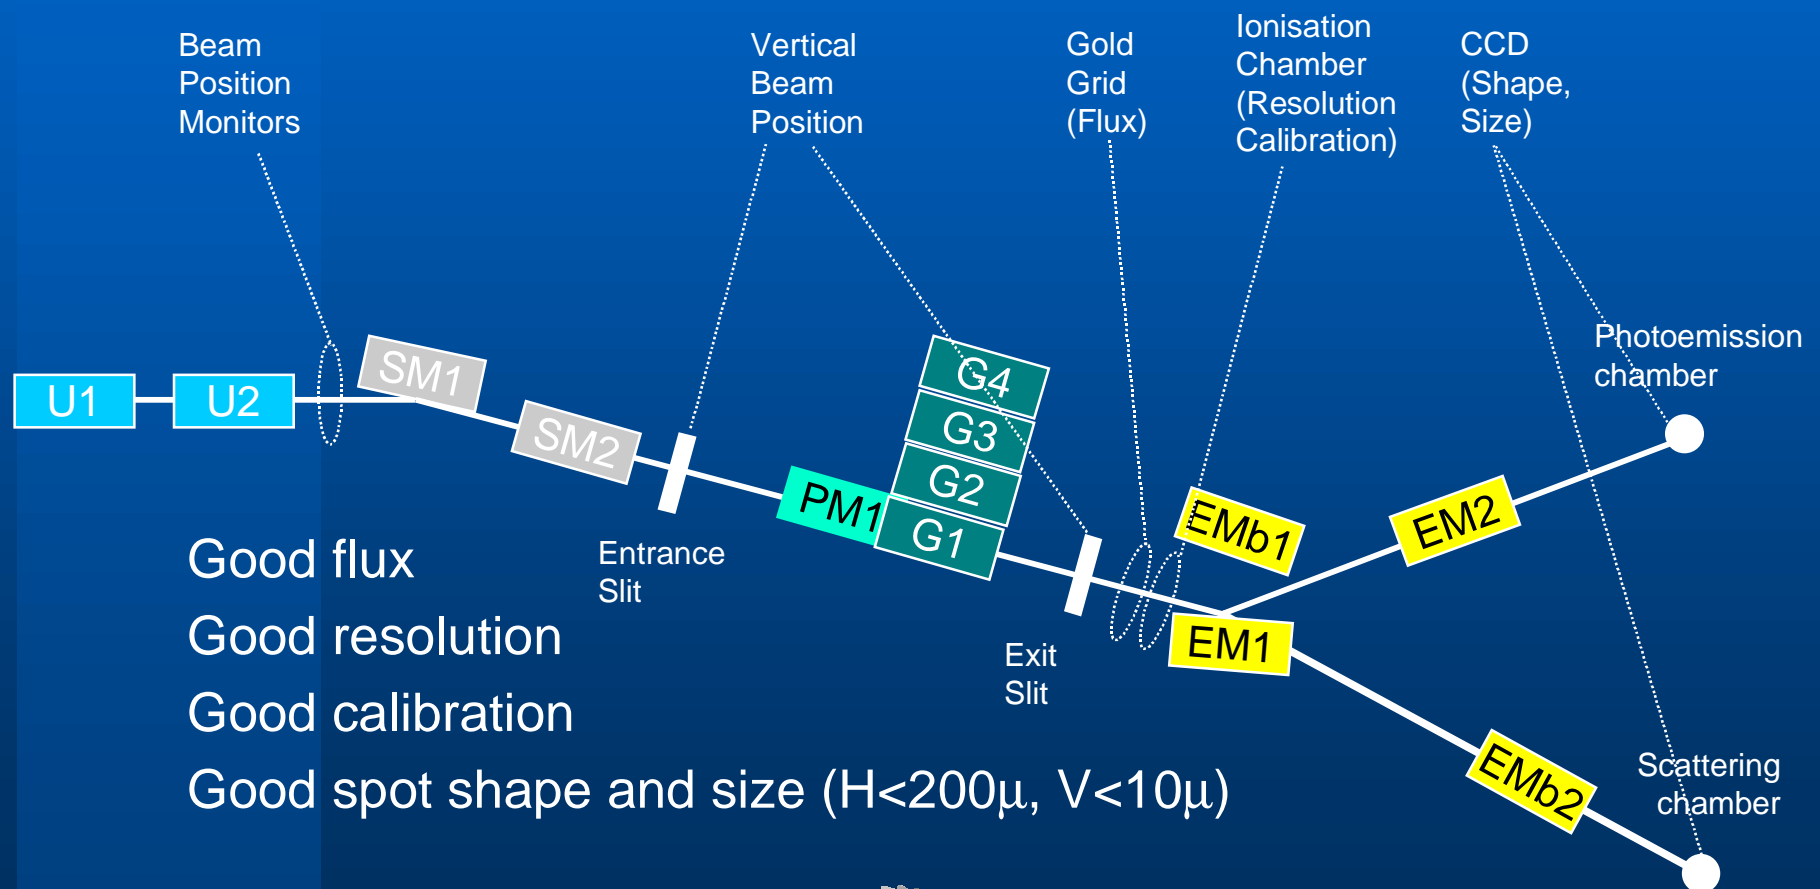 Beam
Position
Monitors
Vertical
Beam
Position
Gold
Grid
(Flux)
Ionisation
Chamber
(Resolution
Calibration)
CCD
(Shape,
Size)
U1
U2
SM1
SM2
PM1
G4
G3
G2
G1
EMb1
EM1
EM2
EMb2
Photoemission
chamber
Entrance
Slit
Exit
Slit
Scattering
chamber
Good flux
Good resolution
Good calibration
Good spot shape and size (H<200μ, V<10μ)